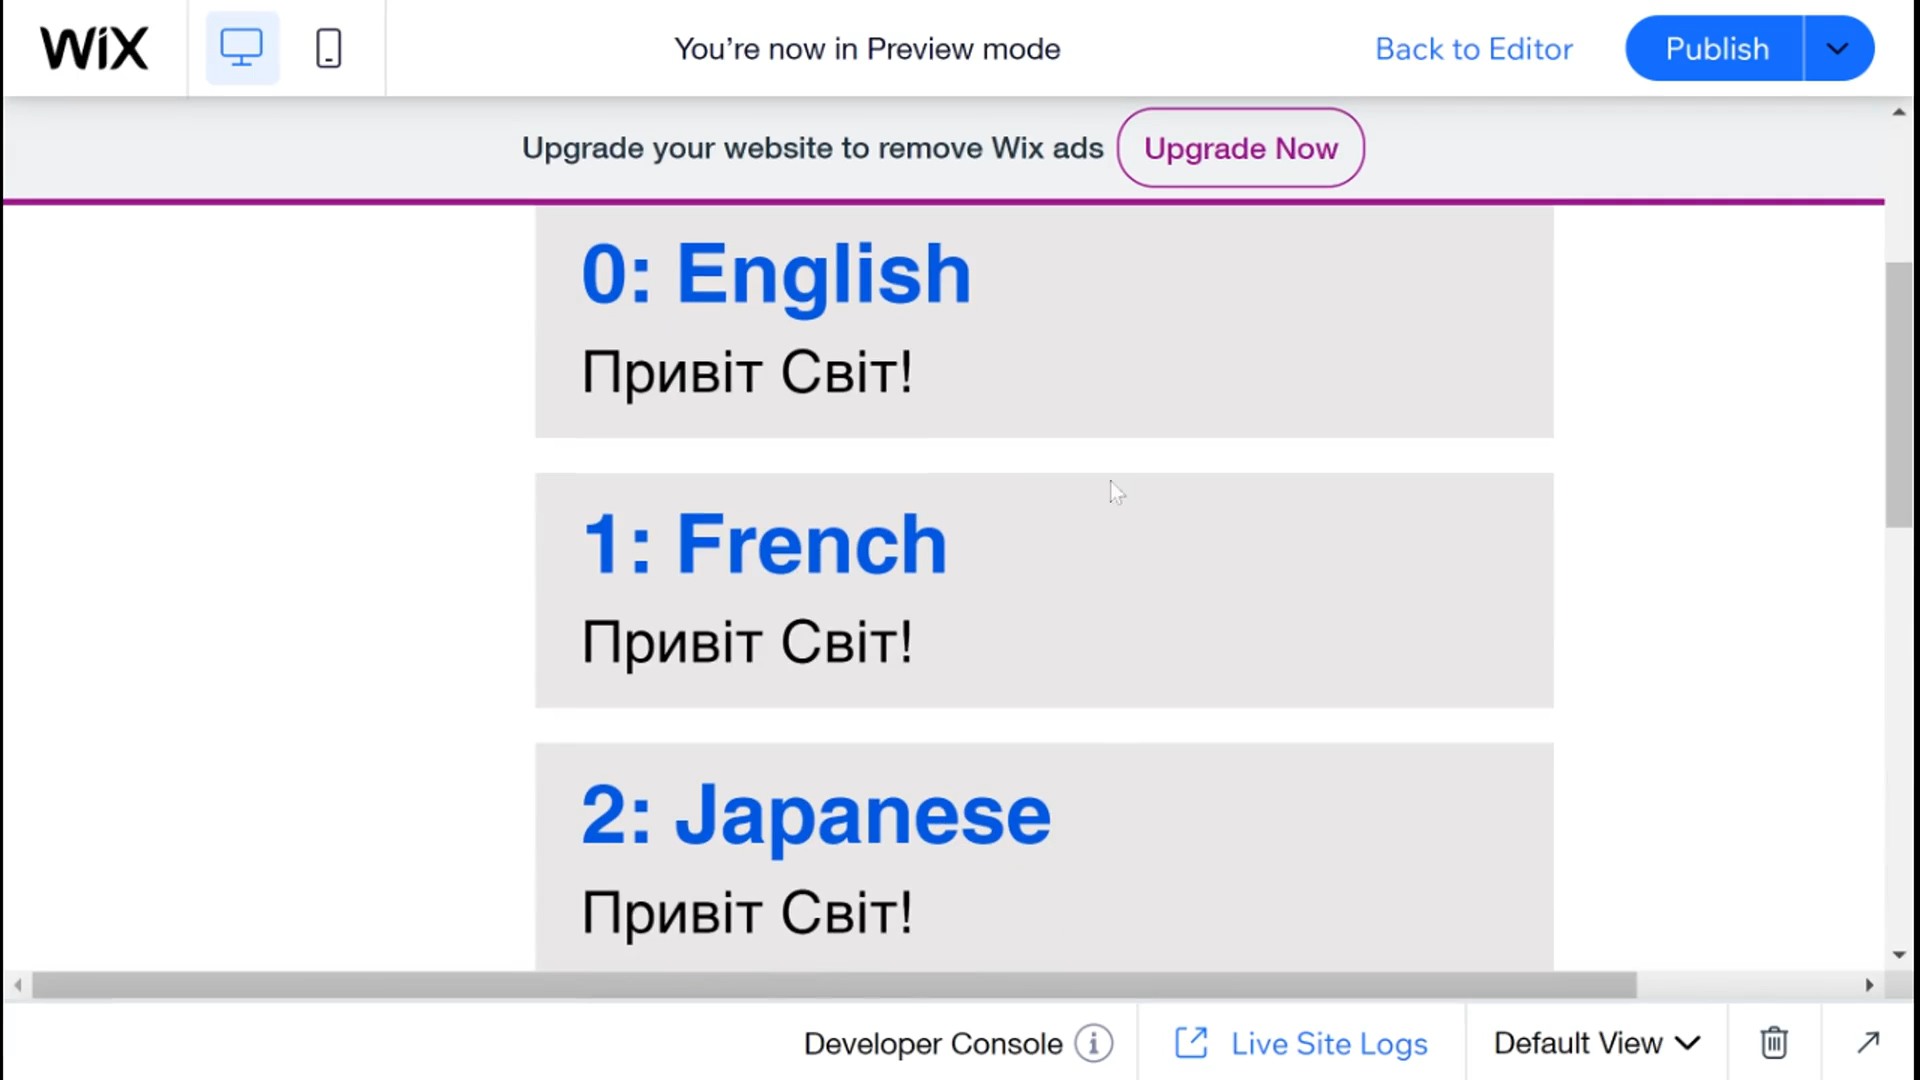 WiX
You're now in Preview mode
Back to Editor
Publish
Upgrade your website to remove Wix ads
Upgrade Now
0: English
Привіт Світ!
1: French
Привіт Світ!
2: Japanese
Привіт Світ!
Developer Console
Live Site Logs
Default View